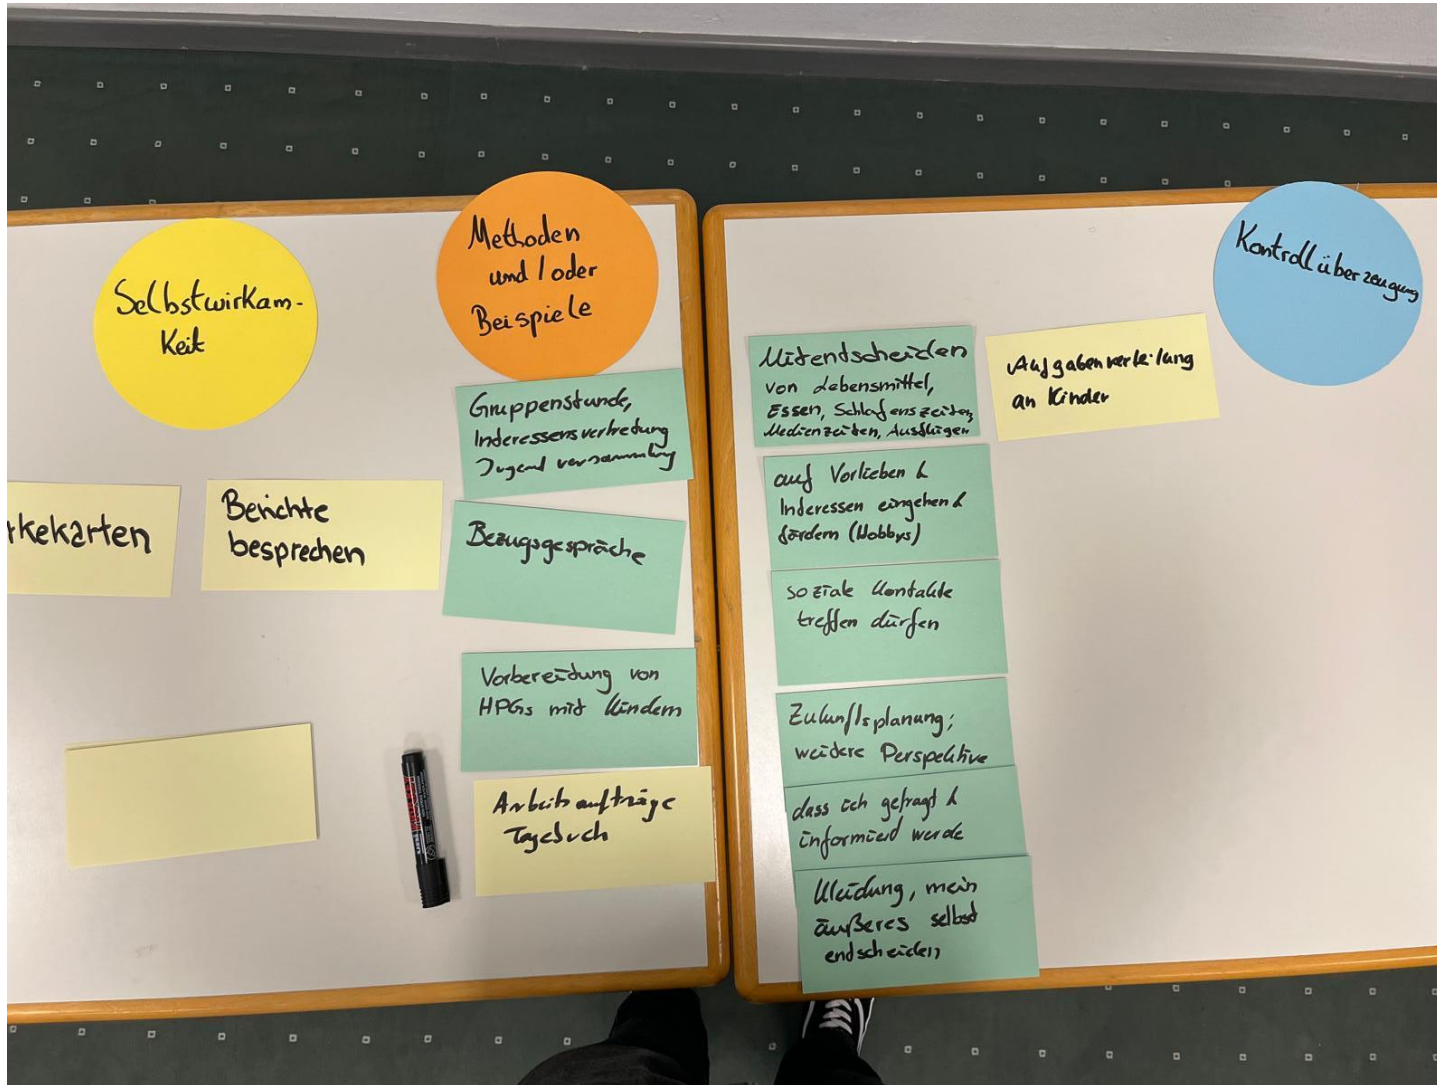 Selbstwirkam-
keit
Methoden
und / oder
Beispiele
Kontrollüberzeugung
rkekarten
Berichte
besprechen
Gruppenstunde,
Interessensvertretung
Jugendversammlung
Bezugsgespräche
Vorbereitung von
HPGs mit Kindern
Arbeitsaufträge
Tagebuch
Mitentscheiden
von Lebensmittel,
Essen, Schlafenszeiten,
Medienzeiten, Ausflügen
auf Vorlieben &
Interessen eingehen &
fördern (Hobbys)
soziale Kontakte
treffen dürfen
Zukunftsplanung;
weitere Perspektive
dass ich gefragt &
informiert werde
Kleidung, mein
äußeres selbst
entscheiden
Aufgabenverteilung
an Kinder